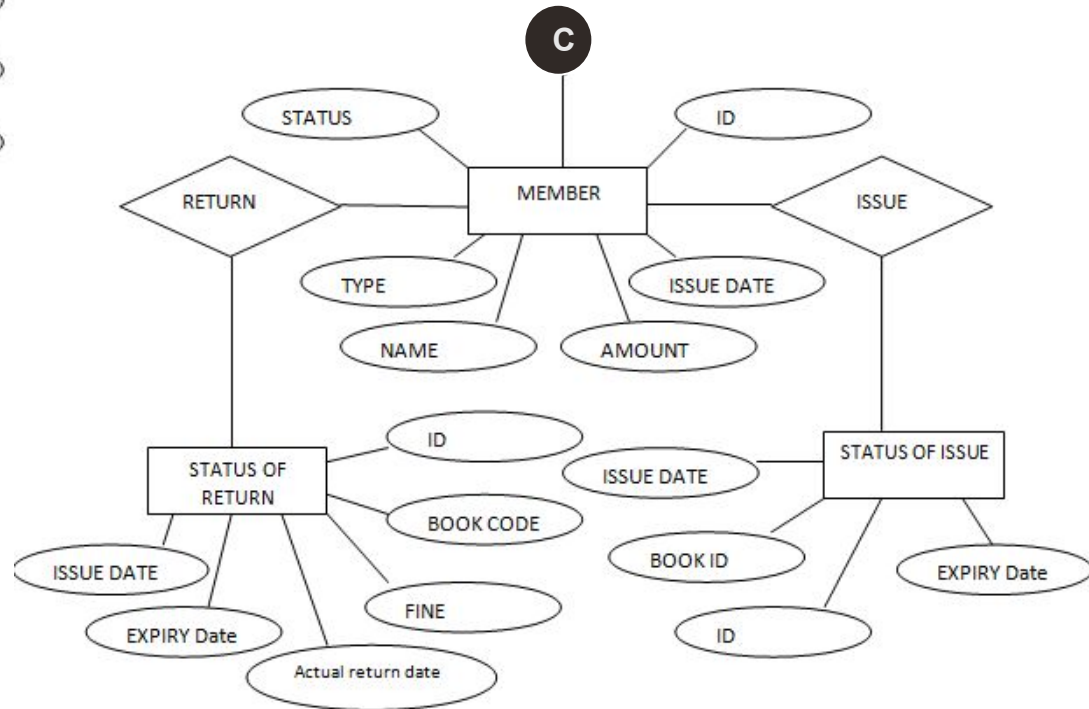 C
STATUS
ID
RETURN
MEMBER
ISSUE
TYPE
ISSUE DATE
NAME
AMOUNT
ID
STATUS OF ISSUE
STATUS OF
RETURN
ISSUE DATE
BOOK CODE
BOOK ID
ISSUE DATE
EXPIRY Date
FINE
EXPIRY Date
ID
Actual return date